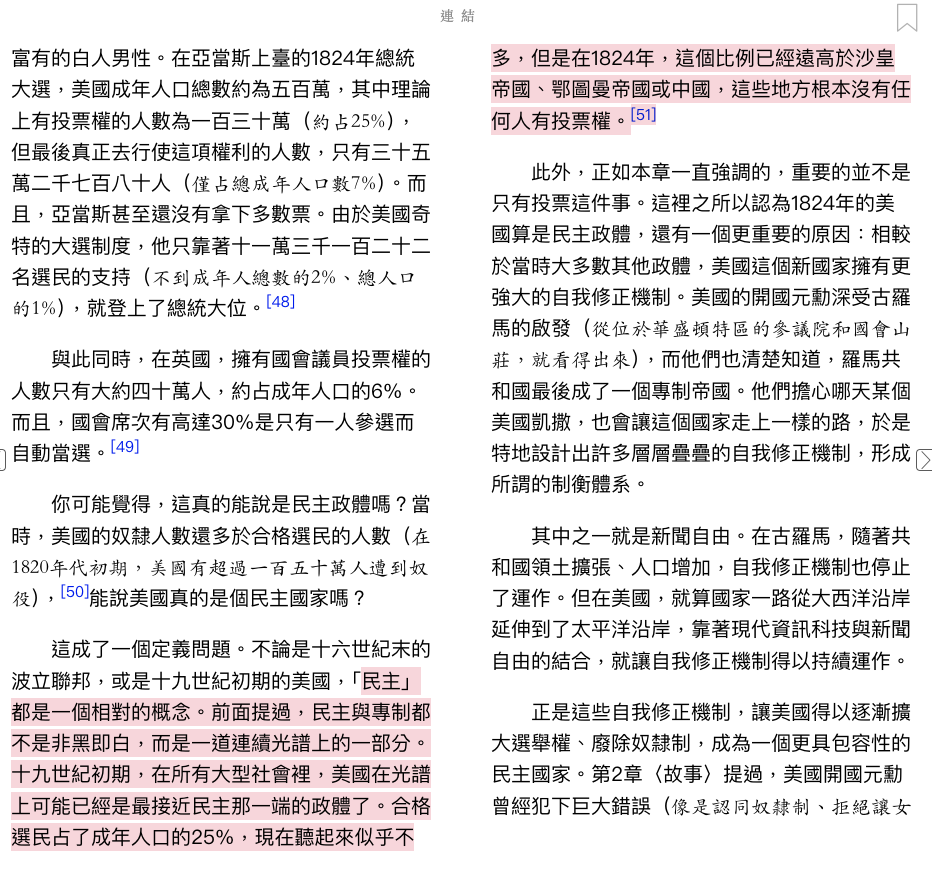 連結
富有的白人男性。在亞當斯上臺的1824年總統
大選，美國成年人口總數約為五百萬，其中理論
上有投票權的人數為一百三十萬（約占25%），
但最後真正去行使這項權利的人數，只有三十五
萬二千七百八十人（僅占總成年人口數7%）。而
且，亞當斯甚至還沒有拿下多數票。由於美國奇
特的大選制度，他只靠著十一萬三千一百二十二
名選民的支持（不到成年人總數的2%、總人口
的1%），就登上了總統大位。[48]
與此同時，在英國，擁有國會議員投票權的
人數只有大約四十萬人，約占成年人口的6%。
而且，國會席次有高達30%是只有一人參選而
自動當選。[49]
你可能覺得，這真的能說是民主政體嗎？當
時，美國的奴隸人數還多於合格選民的人數（在
1820年代初期，美國有超過一百五十萬人遭到奴
役），[50]能說美國真的是個民主國家嗎？
這成了一個定義問題。不論是十六世紀末的
波立聯邦，或是十九世紀初期的美國，「民主」
都是一個相對的概念。前面提過，民主與專制都
不是非黑即白，而是一道連續光譜上的一部分。
十九世紀初期，在所有大型社會裡，美國在光譜
上可能已經是最接近民主那一端的政體了。合格
選民占了成年人口的25%，現在聽起來似乎不
多，但是在1824年，這個比例已經遠高於沙皇
帝國、鄂圖曼帝國或中國，這些地方根本沒有任
何人有投票權。[51]
此外，正如本章一直強調的，重要的並不是
只有投票這件事。這裡之所以認為1824年的美
國算是民主政體，還有一個更重要的原因：相較
於當時大多數其他政體，美國這個新國家擁有更
強大的自我修正機制。美國的開國元勳深受古羅
馬的啟發（從位於華盛頓特區的參議院和國會山
莊，就看得出來），而他們也清楚知道，羅馬共
和國最後成了一個專制帝國。他們擔心哪天某個
美國凱撒，也會讓這個國家走上一樣的路，於是
特地設計出許多層層疊疊的自我修正機制，形成
所謂的制衡體系。
其中之一就是新聞自由。在古羅馬，隨著共
和國領土擴張、人口增加，自我修正機制也停止
了運作。但在美國，就算國家一路從大西洋沿岸
延伸到了太平洋沿岸，靠著現代資訊科技與新聞
自由的結合，就讓自我修正機制得以持續運作。
正是這些自我修正機制，讓美國得以逐漸擴
大選舉權、廢除奴隸制，成為一個更具包容性的
民主國家。第2章〈故事〉提過，美國開國元勳
曾經犯下巨大錯誤（像是認同奴隸制、拒絕讓女